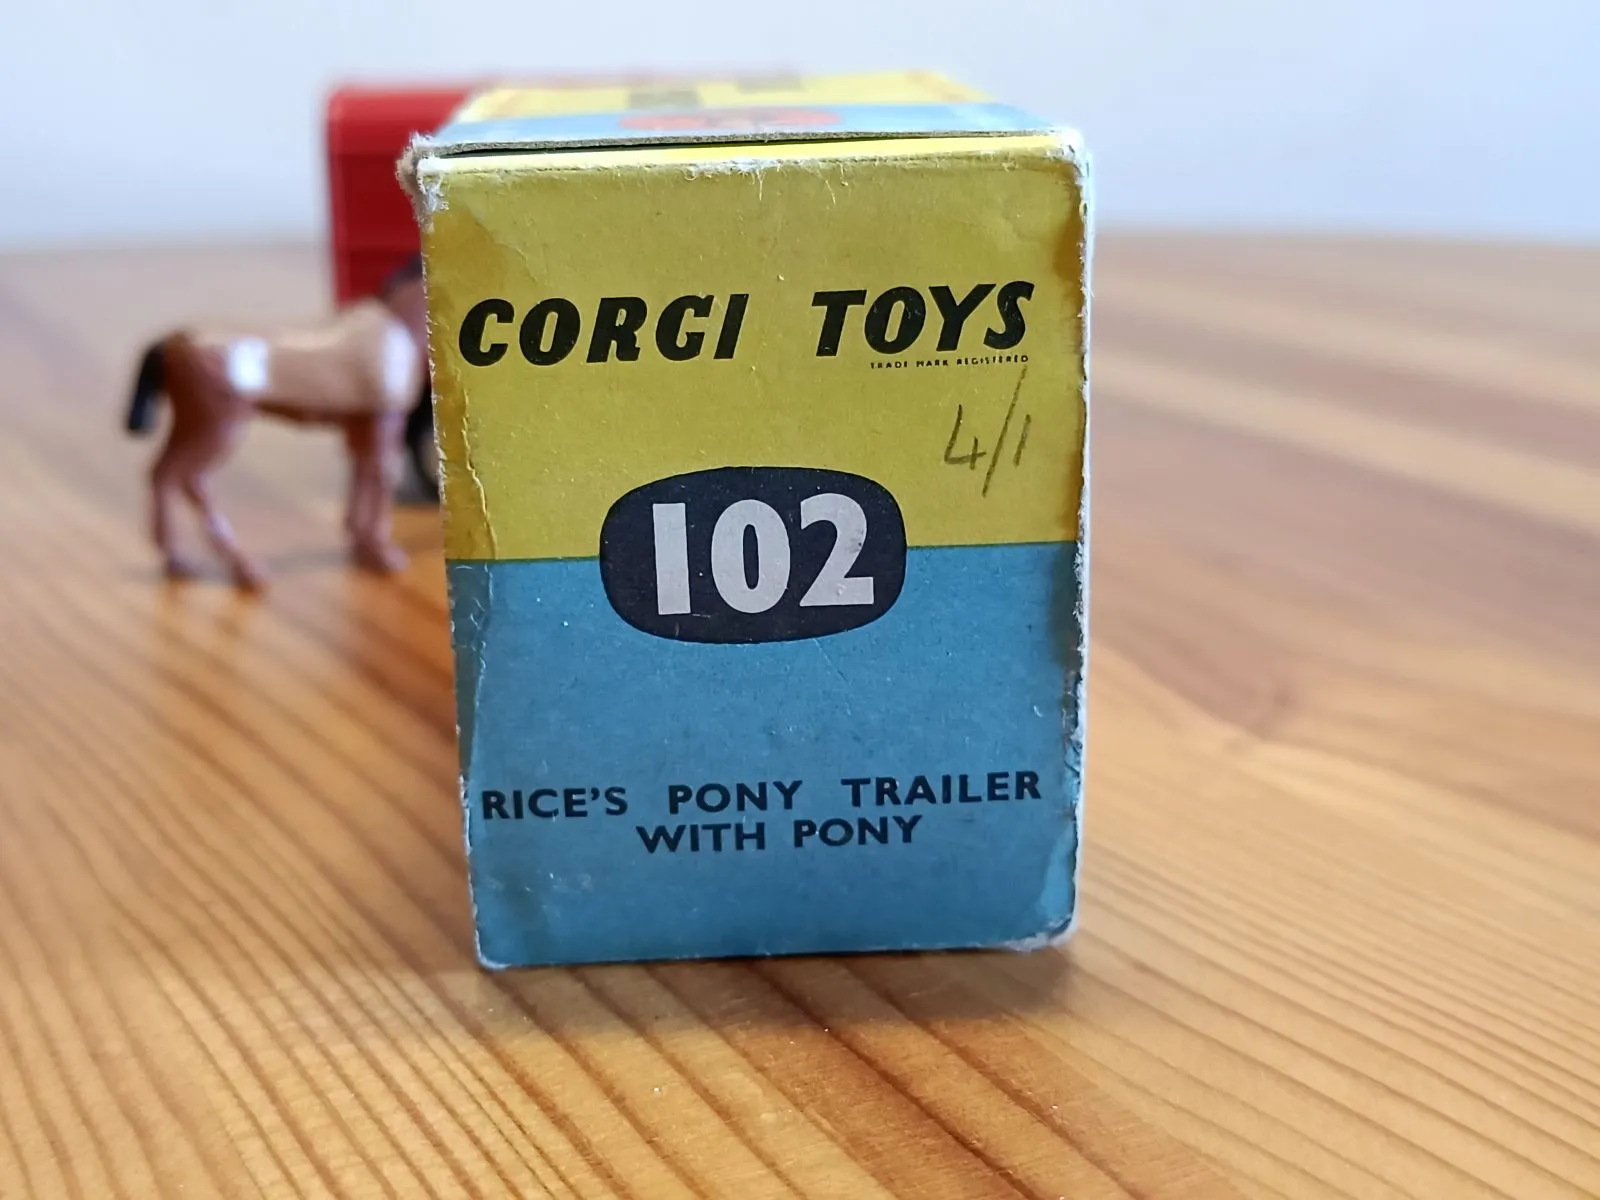 CORGI TOYS
TRADE MARK REGISTERED
4/1
102
RICE'S PONY TRAILER
WITH PONY